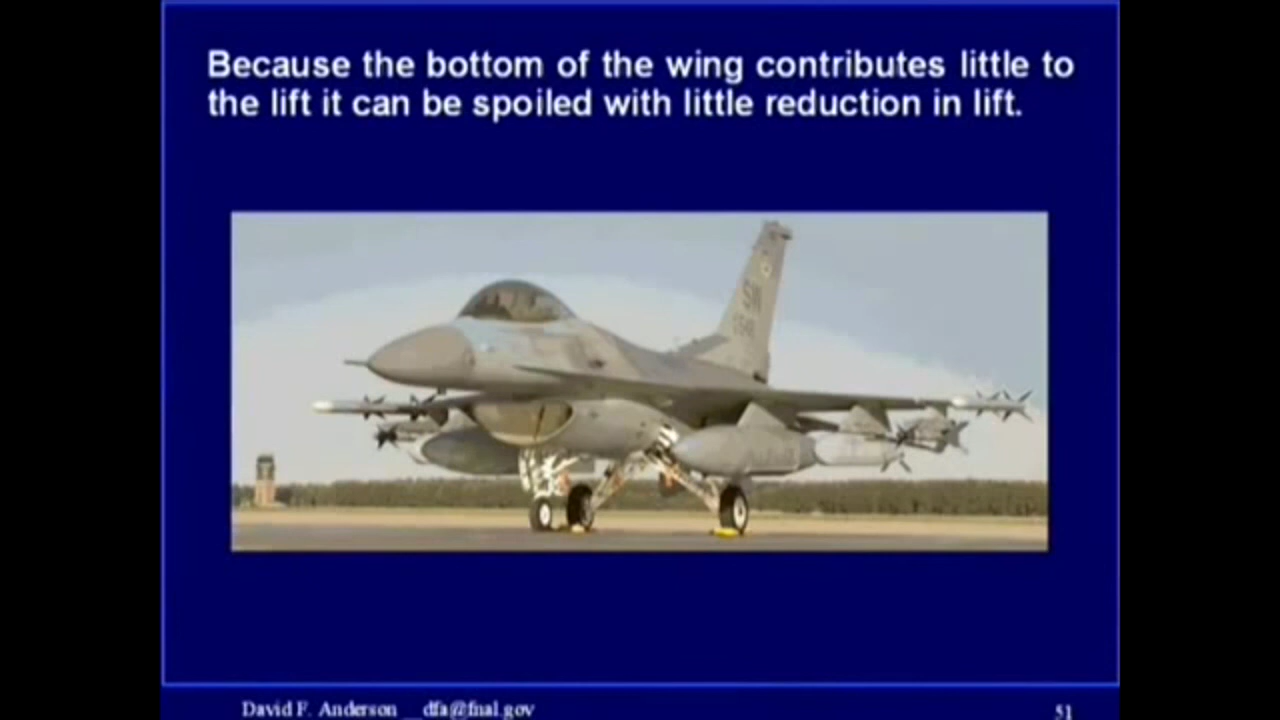 Because the bottom of the wing contributes little to
the lift it can be spoiled with little reduction in lift.
David F. Anderson __dfa@fnal.gov
51